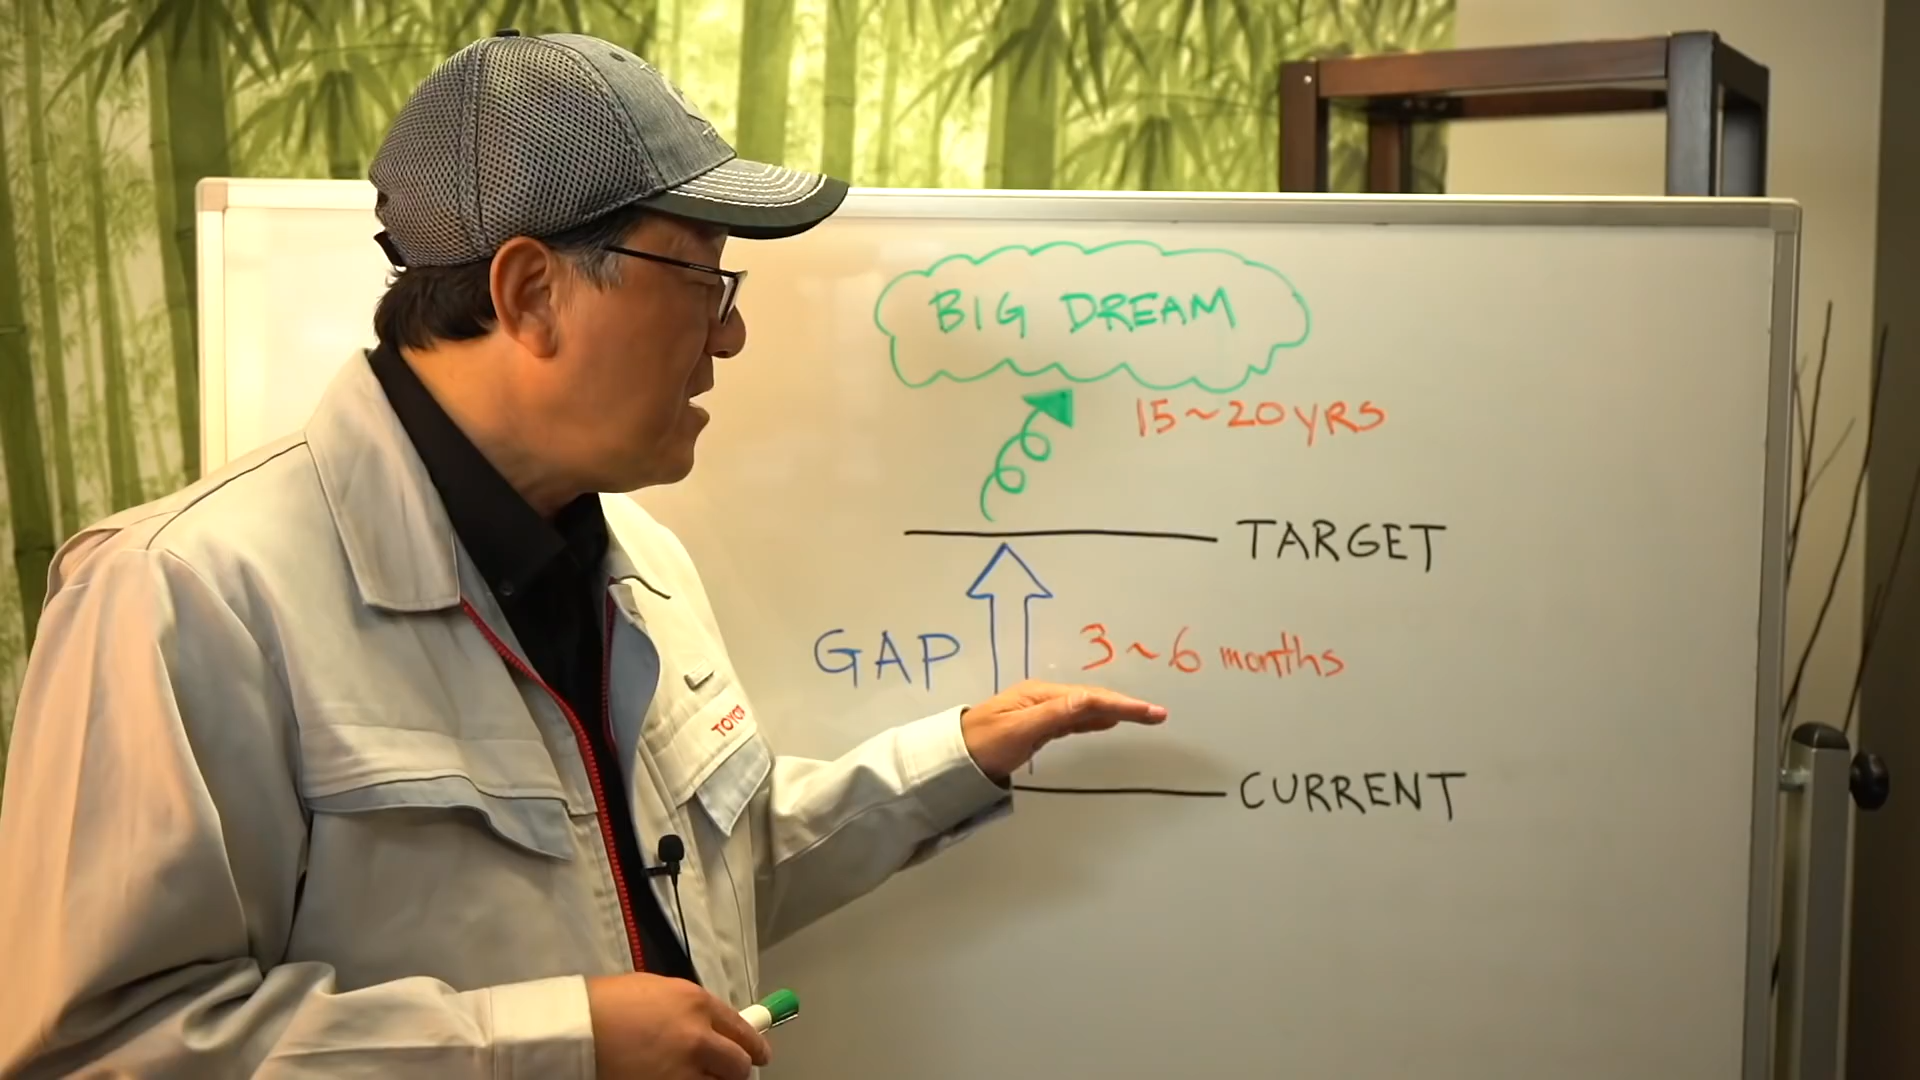 BIG DREAM
15~20 YRS
TARGET
GAP
3~6 months
CURRENT